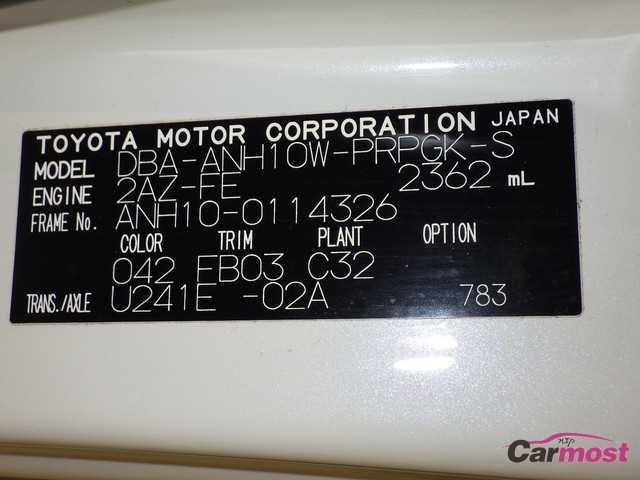 TOYOTA MOTOR CORPORATION JAPAN
MODEL DBA-ANH10W-PRPGK-S
ENGINE 2AZ-FE 2362 mL
FRAME No. ANH10-0114326
COLOR TRIM PLANT OPTION
042 FB03 C32
TRANS./AXLE U241E -02A 783
Carmost